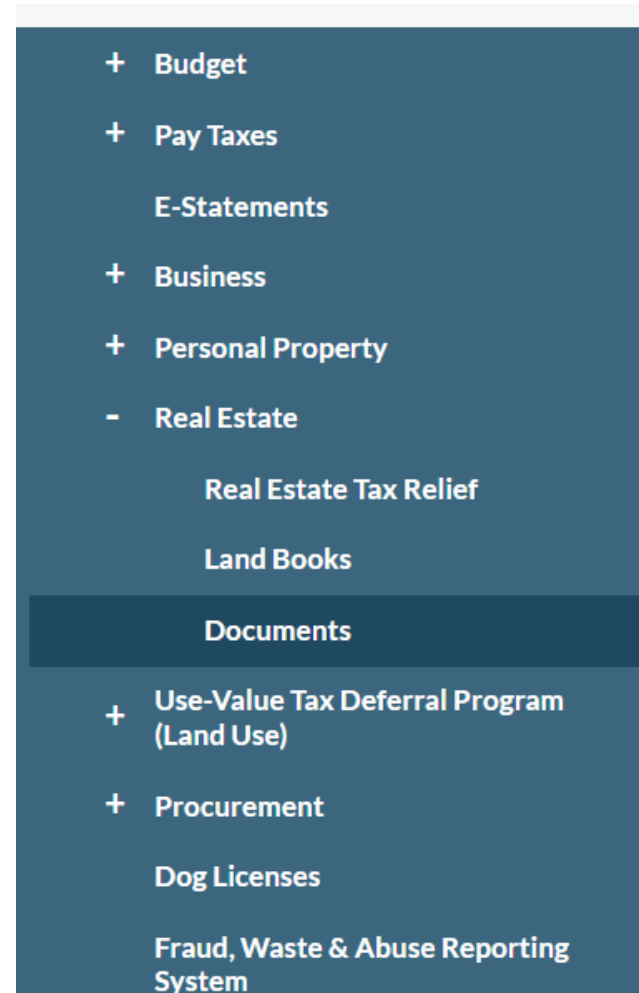 + Budget
+ Pay Taxes
E-Statements
+ Business
+ Personal Property
- Real Estate
Real Estate Tax Relief
Land Books
Documents
+ Use-Value Tax Deferral Program
(Land Use)
+ Procurement
Dog Licenses
Fraud, Waste & Abuse Reporting
System